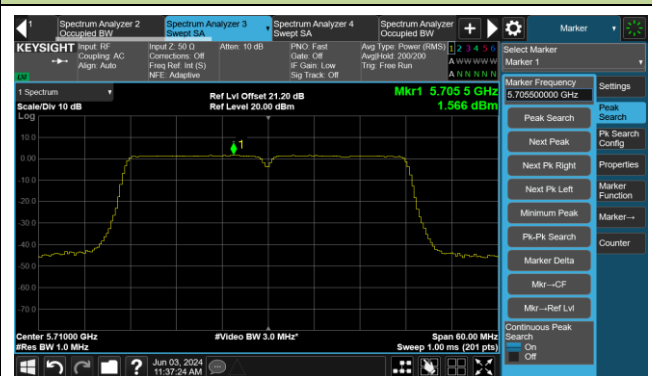 1
Spectrum Analyzer 2
Occupied BW
Spectrum Analyzer 3
Swept SA
Spectrum Analyzer 4
Swept SA
Spectrum Analyzer
Occupied BW
Marker
KEYSIGHT
Input: RF
Coupling: AC
Align: Auto
Input Z: 50 Ω
Corrections: Off
Freq Ref: Int (S)
NFE: Adaptive
Atten: 10 dB
PNO: Fast
Gate: Off
IF Gain: Low
Sig Track: Off
Avg Type: Power (RMS)
Avg|Hold: 200/200
Trig: Free Run
1 2 3 4 5 6
A W W W W W
A N N N N N
Select Marker
Marker 1
1 Spectrum
Scale/Div 10 dB
Ref Lvl Offset 21.20 dB
Ref Level 20.00 dBm
Mkr1 5.705 5 GHz
1.566 dBm
Log
10.0
0.00
-10.0
-20.0
-30.0
-40.0
-50.0
-60.0
-70.0
1
Center 5.71000 GHz
#Res BW 1.0 MHz
#Video BW 3.0 MHz*
Span 60.00 MHz
Sweep 1.00 ms (201 pts)
Marker Frequency
5.705500000 GHz
Peak Search
Next Peak
Next Pk Right
Next Pk Left
Minimum Peak
Pk-Pk Search
Marker Delta
Mkr→CF
Mkr→Ref Lvl
Continuous Peak
Search
On
Off
Settings
Peak
Search
Pk Search
Config
Properties
Marker
Function
Marker→
Counter
Jun 03, 2024
11:37:24 AM